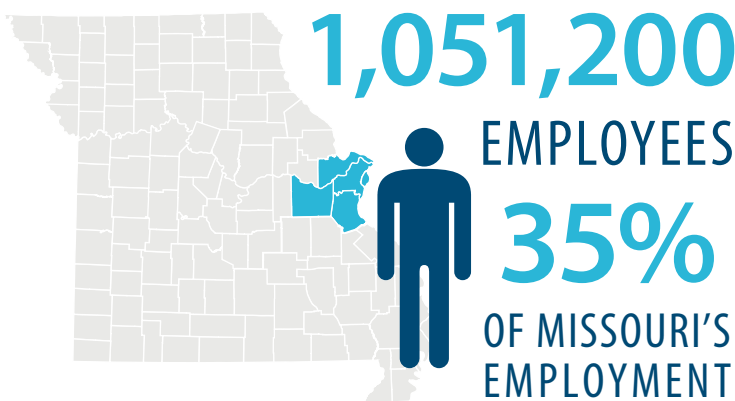 1,051,200
EMPLOYEES
35%
OF MISSOURI'S
EMPLOYMENT